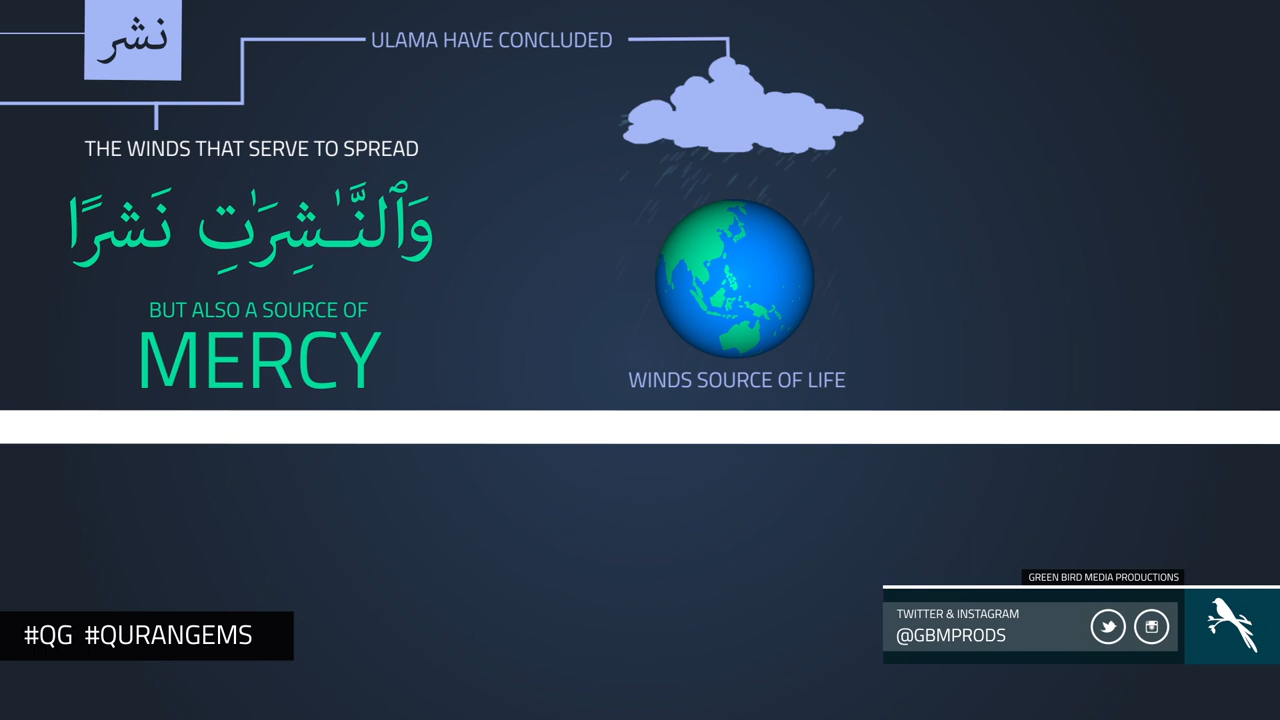 نشر
ULAMA HAVE CONCLUDED
THE WINDS THAT SERVE TO SPREAD
وَٱلنَّـٰشِرَٰتِ نَشْرًا
BUT ALSO A SOURCE OF
MERCY
WINDS SOURCE OF LIFE
GREEN BIRD MEDIA PRODUCTIONS
TWITTER & INSTAGRAM
@GBMPRODS
#QG #QURANGEMS